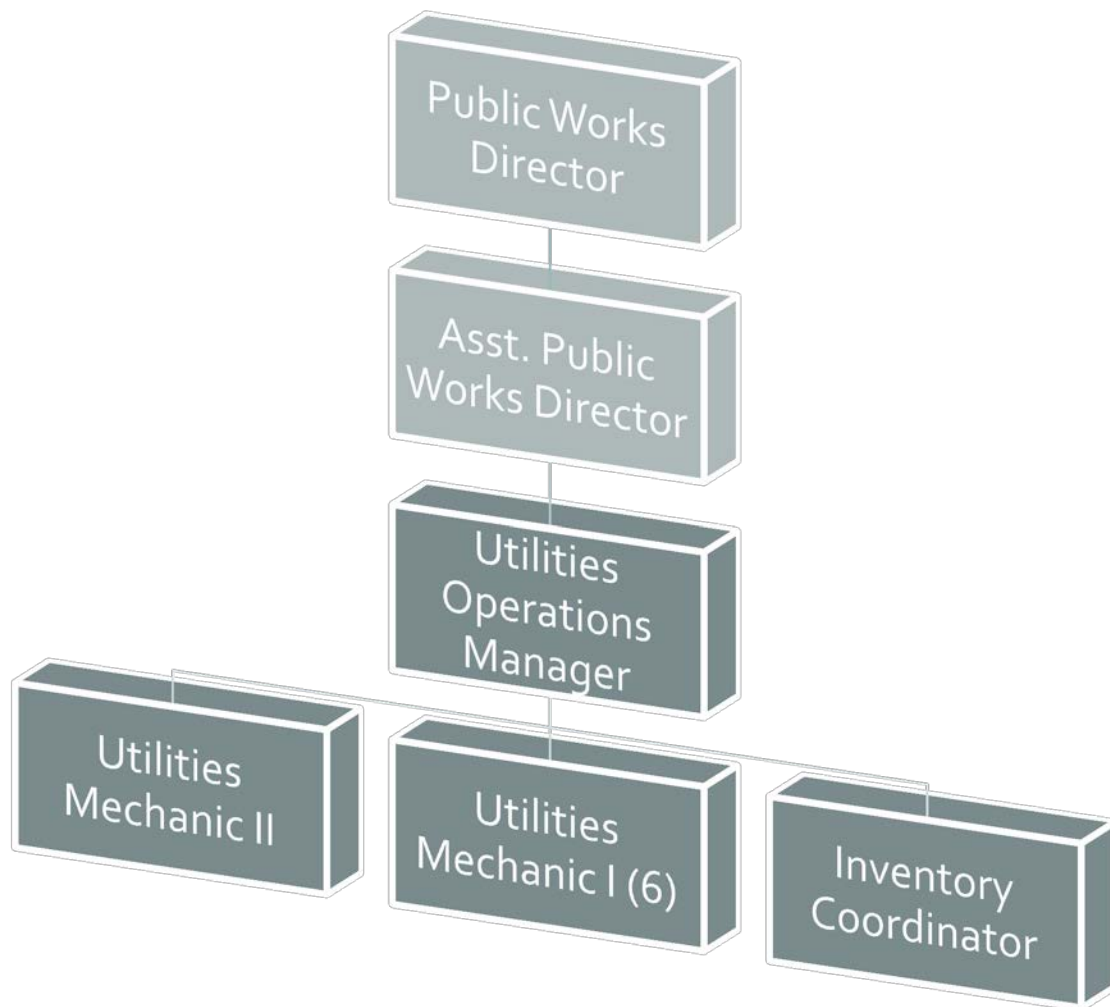 Public Works
Director
Asst. Public
Works Director
Utilities
Operations
Manager
Utilities
Mechanic II
Utilities
Mechanic I (6)
Inventory
Coordinator